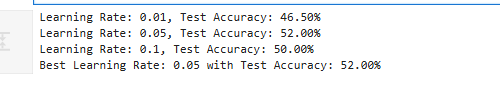 Learning Rate: 0.01, Test Accuracy: 46.50%
Learning Rate: 0.05, Test Accuracy: 52.00%
Learning Rate: 0.1, Test Accuracy: 50.00%
Best Learning Rate: 0.05 with Test Accuracy: 52.00%